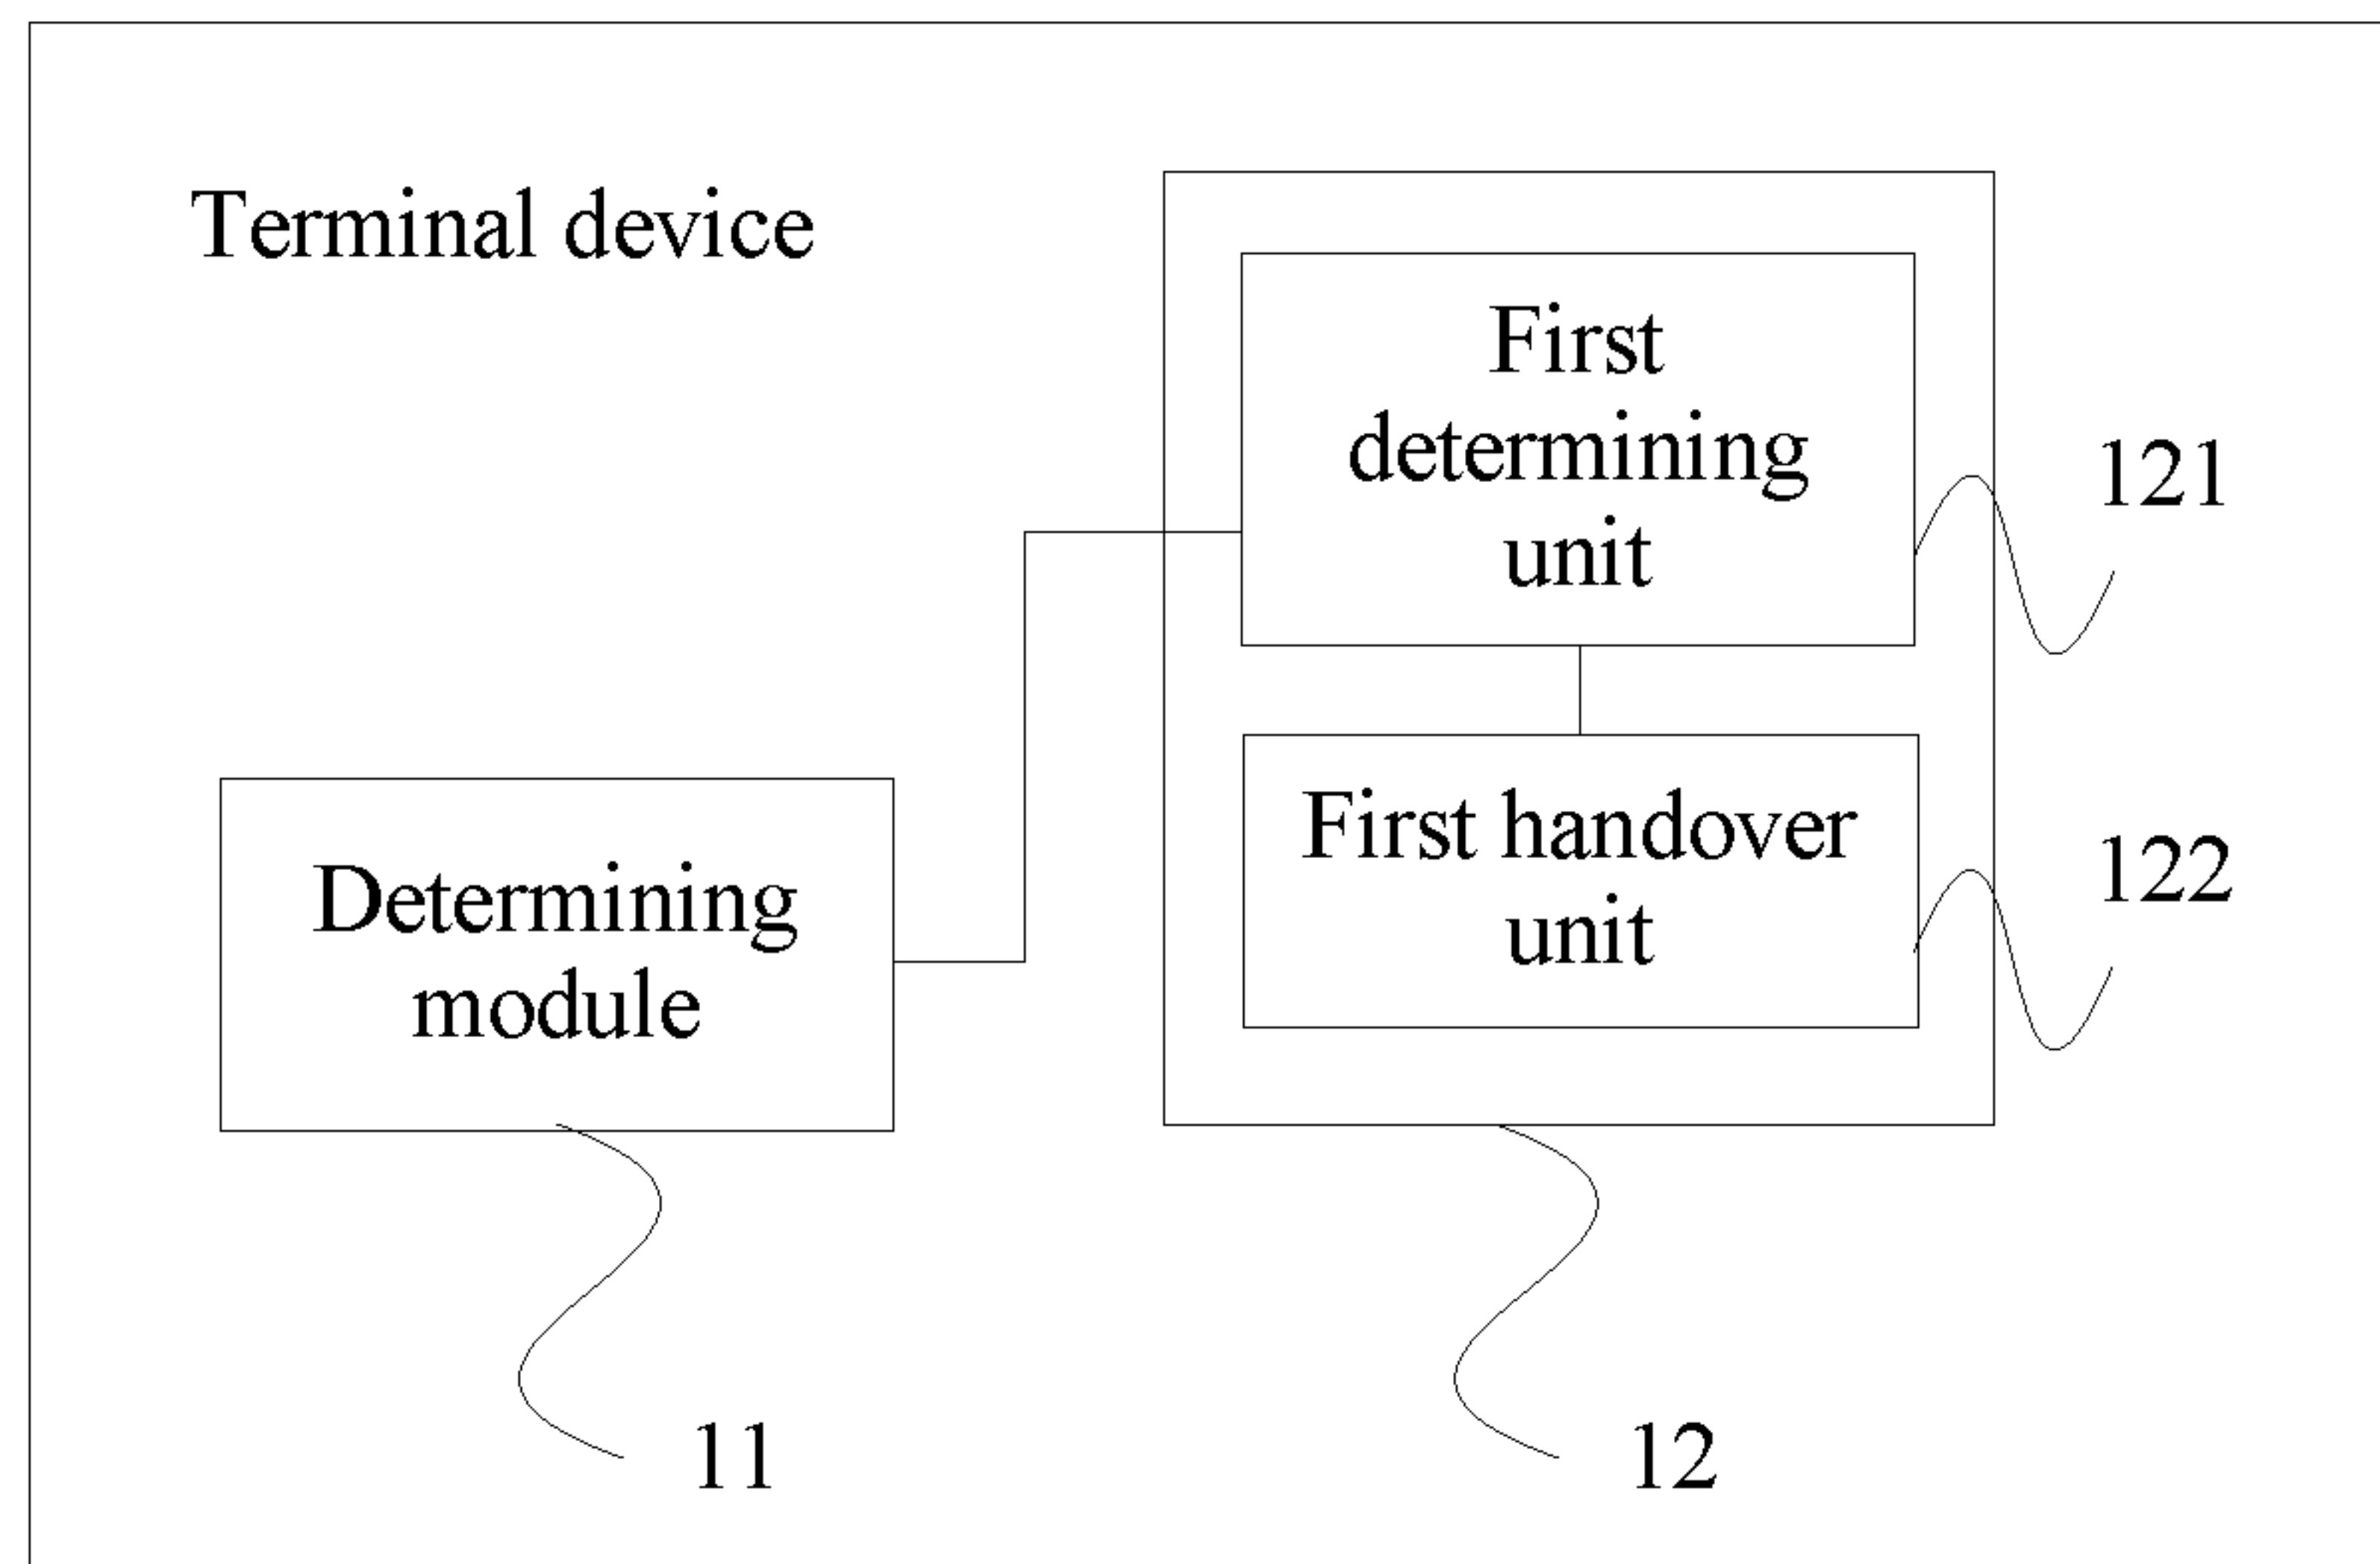 Terminal device
First
determining
unit
121
First handover
unit
122
Determining
module
11
12